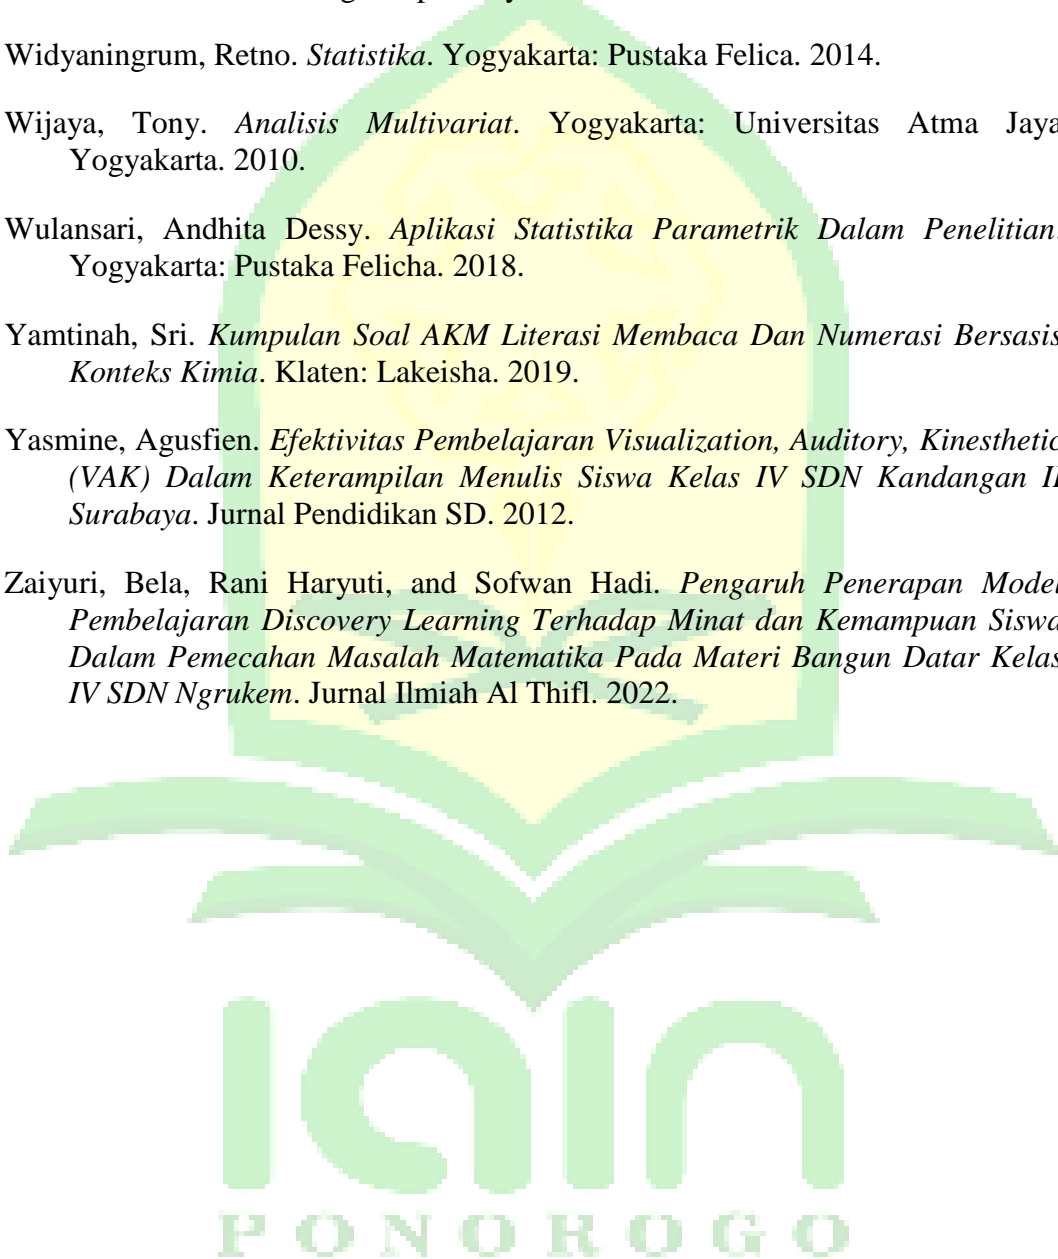 Widyaningrum, Retno. Statistika. Yogyakarta: Pustaka Felica. 2014.
Wijaya, Tony. Analisis Multivariat. Yogyakarta: Universitas Atma Jaya
Yogyakarta. 2010.
Wulansari, Andhita Dessy. Aplikasi Statistika Parametrik Dalam Penelitian.
Yogyakarta: Pustaka Felicha. 2018.
Yamtinah, Sri. Kumpulan Soal AKM Literasi Membaca Dan Numerasi Bersasis
Konteks Kimia. Klaten: Lakeisha. 2019.
Yasmine, Agusfien. Efektivitas Pembelajaran Visualization, Auditory, Kinesthetic
(VAK) Dalam Keterampilan Menulis Siswa Kelas IV SDN Kandangan II
Surabaya. Jurnal Pendidikan SD. 2012.
Zaiyuri, Bela, Rani Haryuti, and Sofwan Hadi. Pengaruh Penerapan Model
Pembelajaran Discovery Learning Terhadap Minat dan Kemampuan Siswa
Dalam Pemecahan Masalah Matematika Pada Materi Bangun Datar Kelas
IV SDN Ngrukem. Jurnal Ilmiah Al Thifl. 2022.
iain
PONOROGO